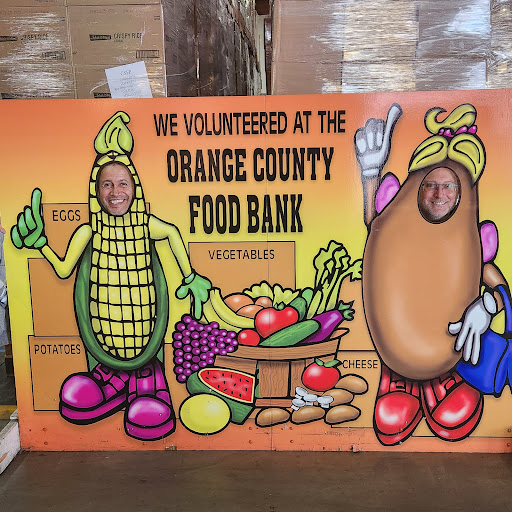 WE VOLUNTEERED AT THE
ORANGE COUNTY
FOOD BANK
EGGS
VEGETABLES
POTATOES
CHEESE